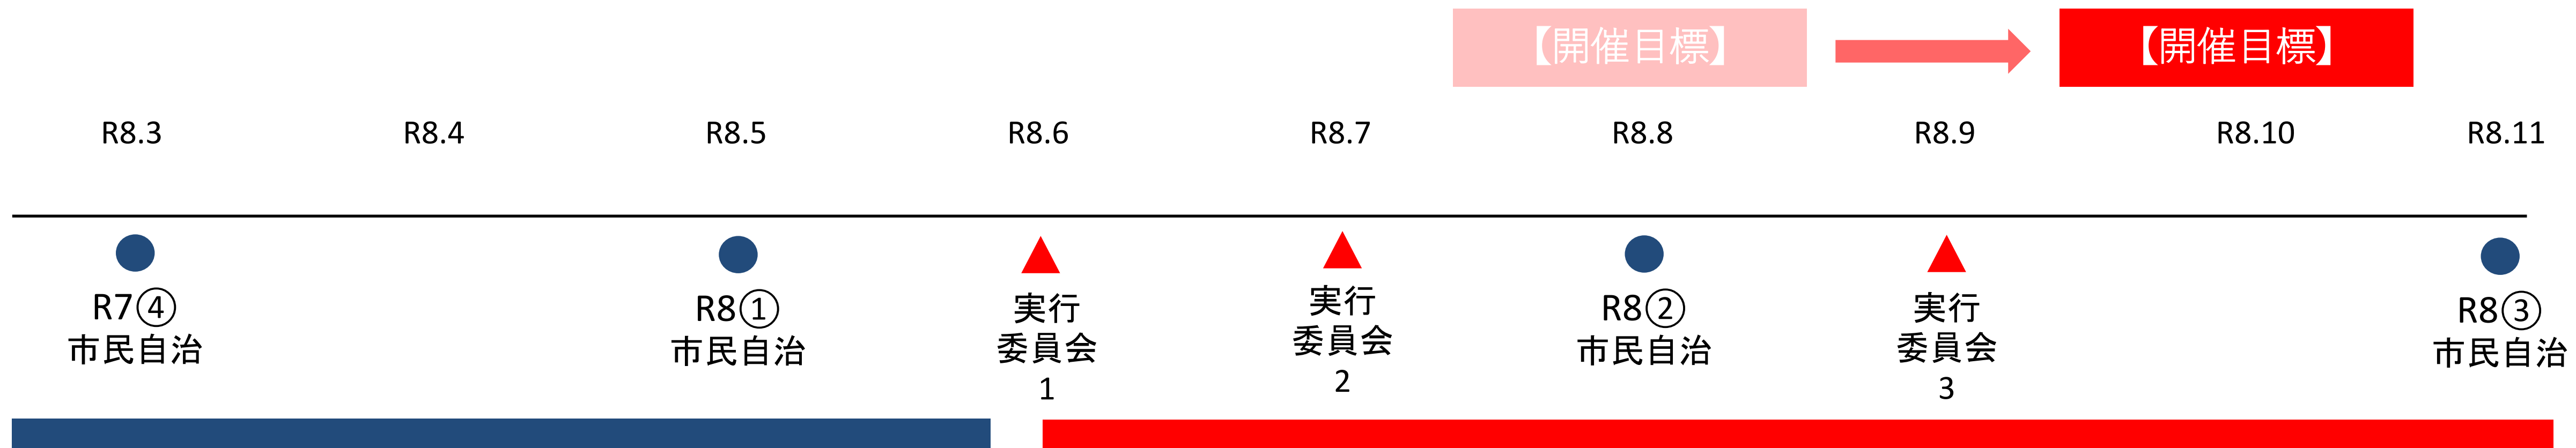 【開催目標】 【開催目標】
R8.3 R8.4 R8.5 R8.6 R8.7 R8.8 R8.9 R8.10 R8.11
R7④
市民自治
R8①
市民自治
実行
委員会
1
実行
委員会
2
R8②
市民自治
実行
委員会
3
R8③
市民自治